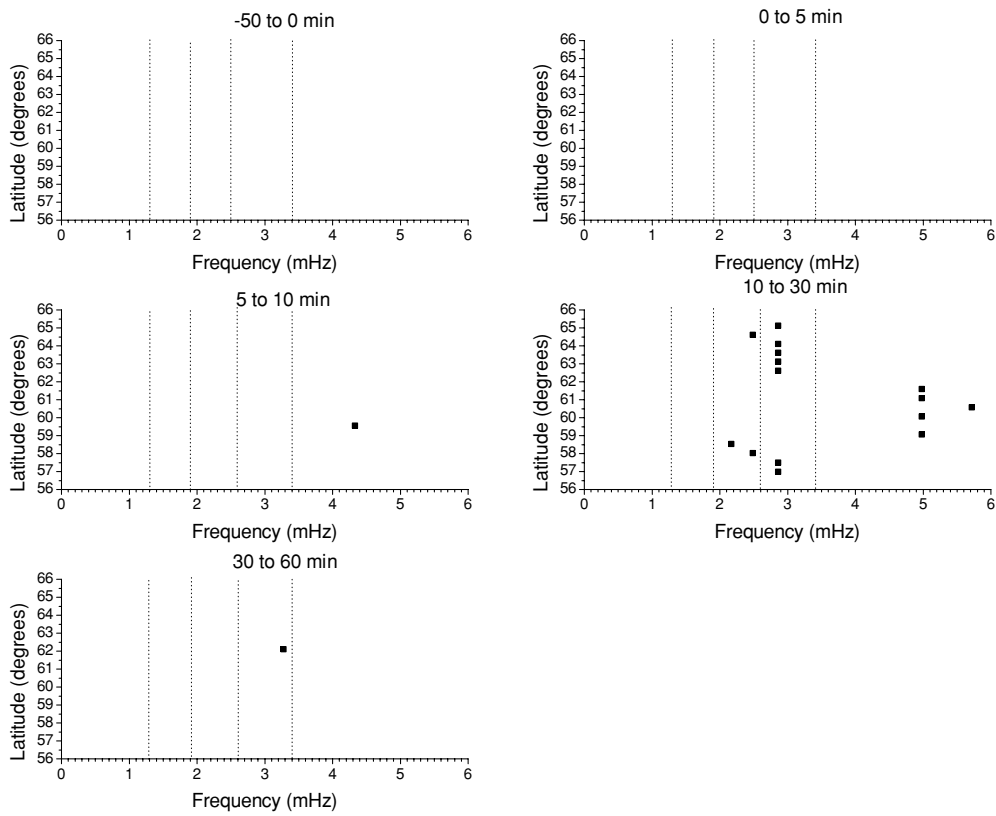 -50 to 0 min
66
65
64
63
62
61
60
59
58
57
56
Latitude (degrees)
0 1 2 3 4 5 6
Frequency (mHz)
0 to 5 min
66
65
64
63
62
61
60
59
58
57
56
Latitude (degrees)
0 1 2 3 4 5 6
Frequency (mHz)
5 to 10 min
66
65
64
63
62
61
60
59
58
57
56
Latitude (degrees)
0 1 2 3 4 5 6
Frequency (mHz)
10 to 30 min
66
65
64
63
62
61
60
59
58
57
56
Latitude (degrees)
0 1 2 3 4 5 6
Frequency (mHz)
30 to 60 min
66
65
64
63
62
61
60
59
58
57
56
Latitude (degrees)
0 1 2 3 4 5 6
Frequency (mHz)